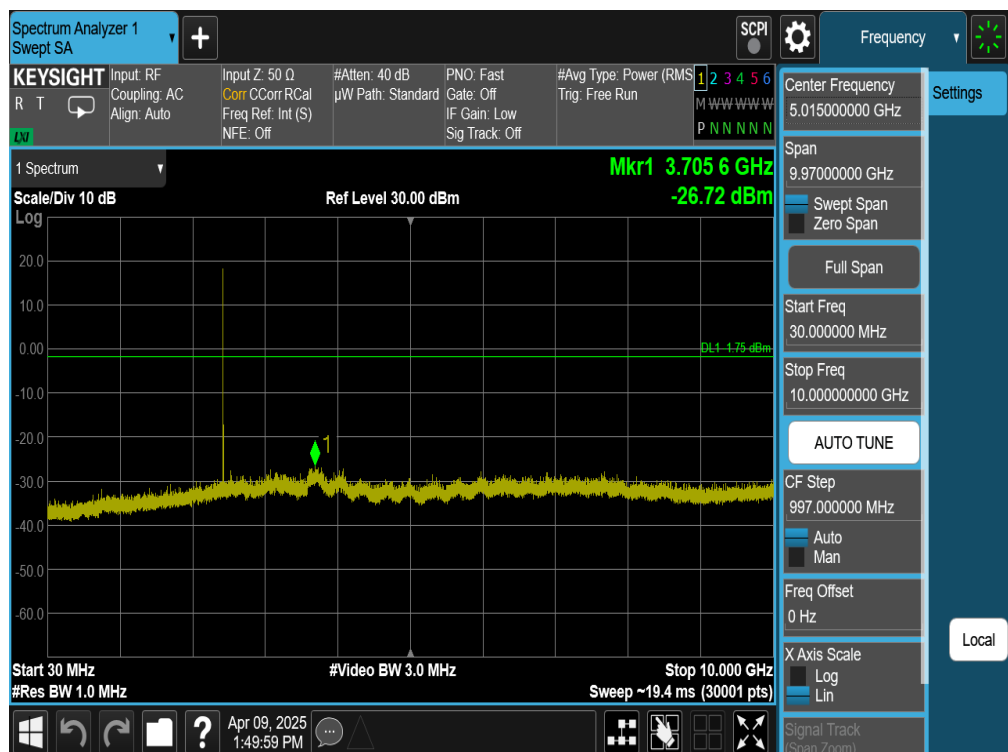 Spectrum Analyzer 1
Swept SA
+
SCPI
Frequency
KEYSIGHT
R T
LXI
Input: RF
Coupling: AC
Align: Auto
Input Z: 50 Ω
Corr CCorr RCal
Freq Ref: Int (S)
NFE: Off
#Atten: 40 dB
µW Path: Standard
PNO: Fast
Gate: Off
IF Gain: Low
Sig Track: Off
#Avg Type: Power (RMS
Trig: Free Run
1 2 3 4 5 6
M W W W W W
P N N N N N
1 Spectrum
Scale/Div 10 dB
Log
Ref Level 30.00 dBm
Mkr1 3.705 6 GHz
-26.72 dBm
20.0
10.0
0.00
-10.0
-20.0
-30.0
-40.0
-50.0
-60.0
DL1 -1.75 dBm
1
Start 30 MHz
#Res BW 1.0 MHz
#Video BW 3.0 MHz
Stop 10.000 GHz
Sweep ~19.4 ms (30001 pts)
Center Frequency
5.015000000 GHz
Span
9.97000000 GHz
Swept Span
Zero Span
Full Span
Start Freq
30.000000 MHz
Stop Freq
10.000000000 GHz
AUTO TUNE
CF Step
997.000000 MHz
Auto
Man
Freq Offset
0 Hz
X Axis Scale
Log
Lin
Signal Track
(Span Zoom)
Settings
Local
?
Apr 09, 2025
1:49:59 PM